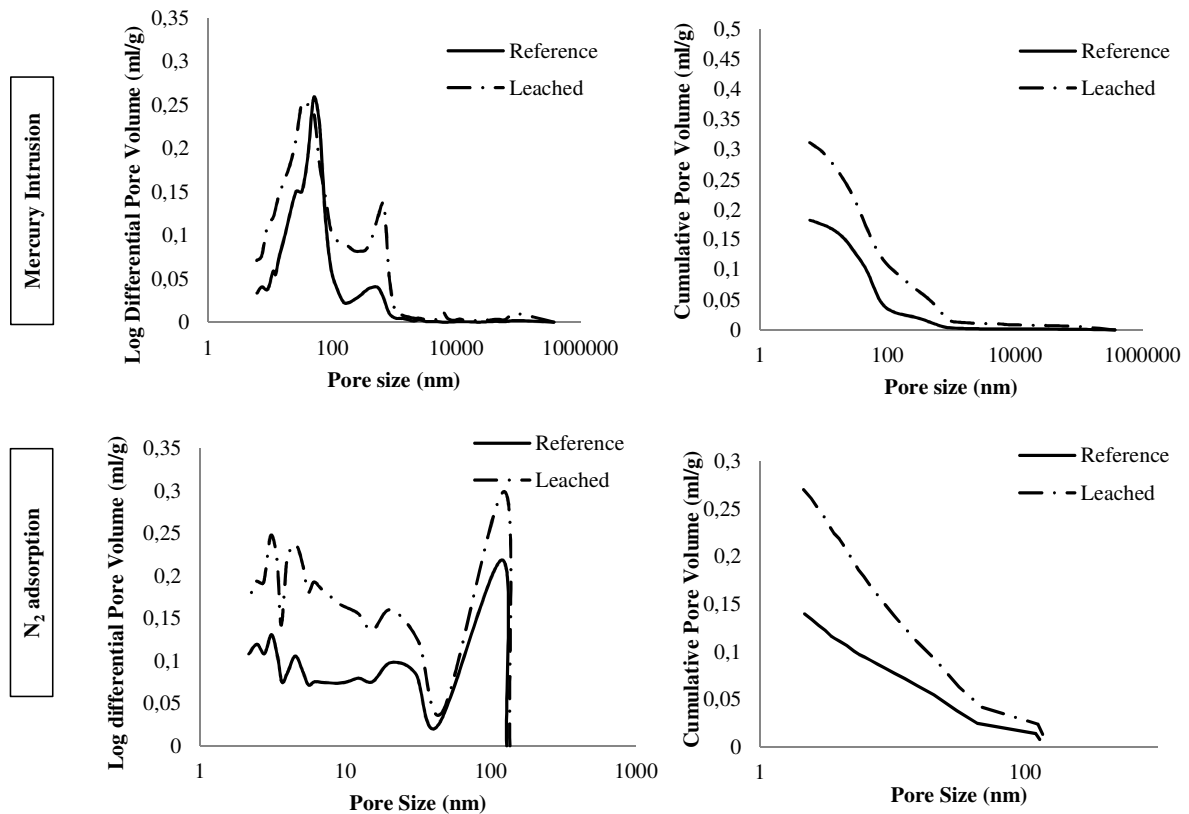 Mercury Intrusion
Log Differential Pore Volume (ml/g)
0,35
0,3
0,25
0,2
0,15
0,1
0,05
0
1
100
10000
1000000
Pore size (nm)
Reference
Leached
Cumulative Pore Volume (ml/g)
0,5
0,45
0,4
0,35
0,3
0,25
0,2
0,15
0,1
0,05
0
1
100
10000
1000000
Pore size (nm)
Reference
Leached
N2 adsorption
Log differential Pore Volume (ml/g)
0,35
0,3
0,25
0,2
0,15
0,1
0,05
0
1
10
100
1000
Pore Size (nm)
Reference
Leached
Cumulative Pore Volume (ml/g)
0,3
0,25
0,2
0,15
0,1
0,05
0
1
100
Pore Size (nm)
Reference
Leached